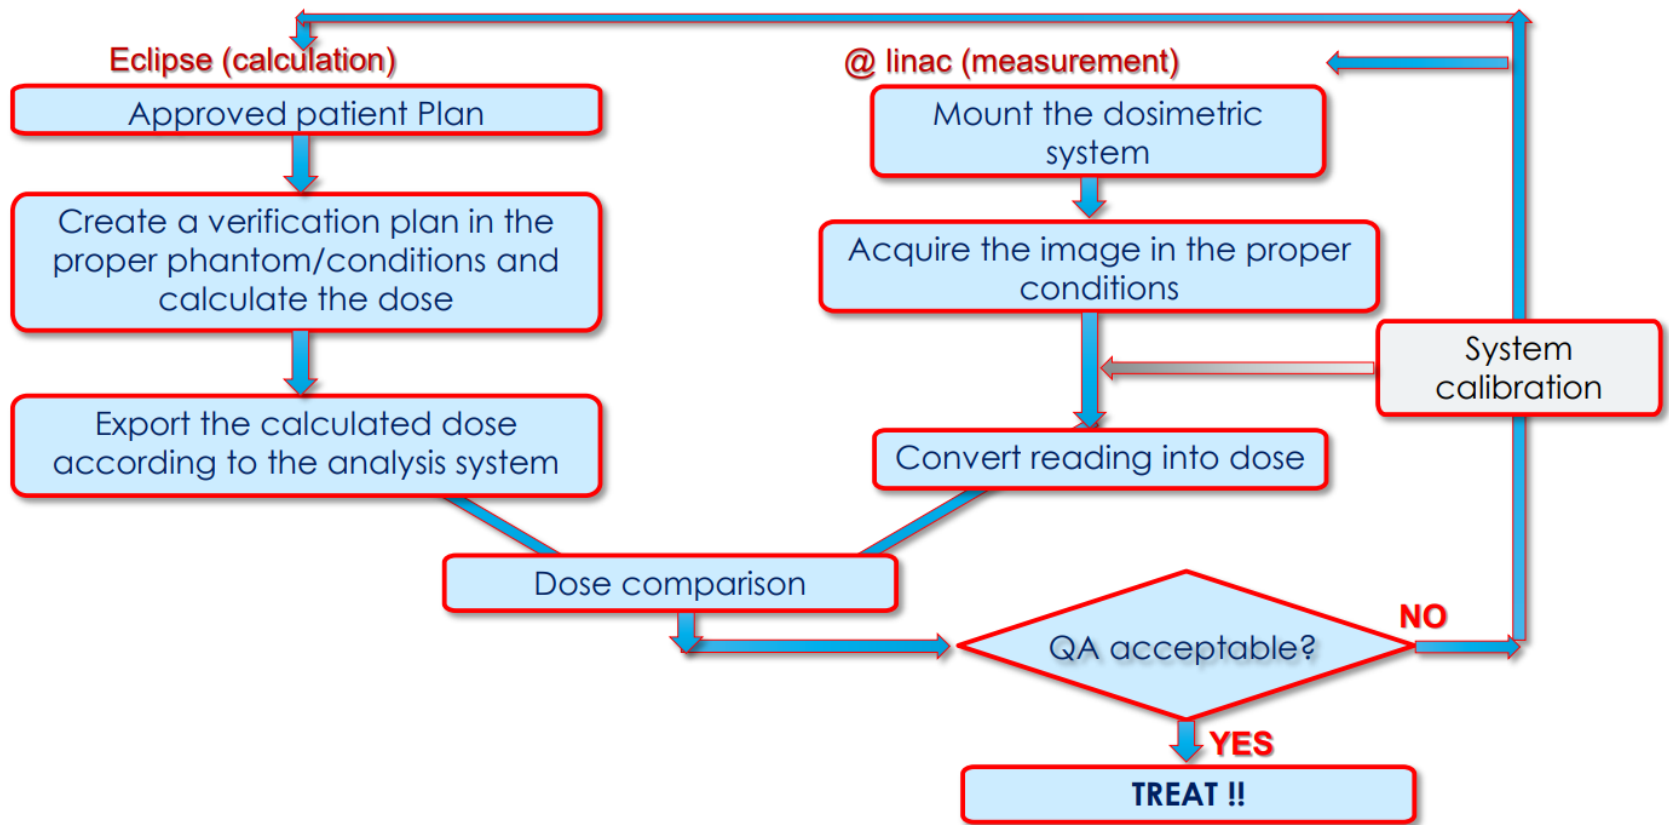 Eclipse (calculation)
Approved patient Plan
Create a verification plan in the
proper phantom/conditions and
calculate the dose
Export the calculated dose
according to the analysis system
@ linac (measurement)
Mount the dosimetric
system
Acquire the image in the proper
conditions
System
calibration
Convert reading into dose
Dose comparison
QA acceptable?
NO
YES
TREAT !!